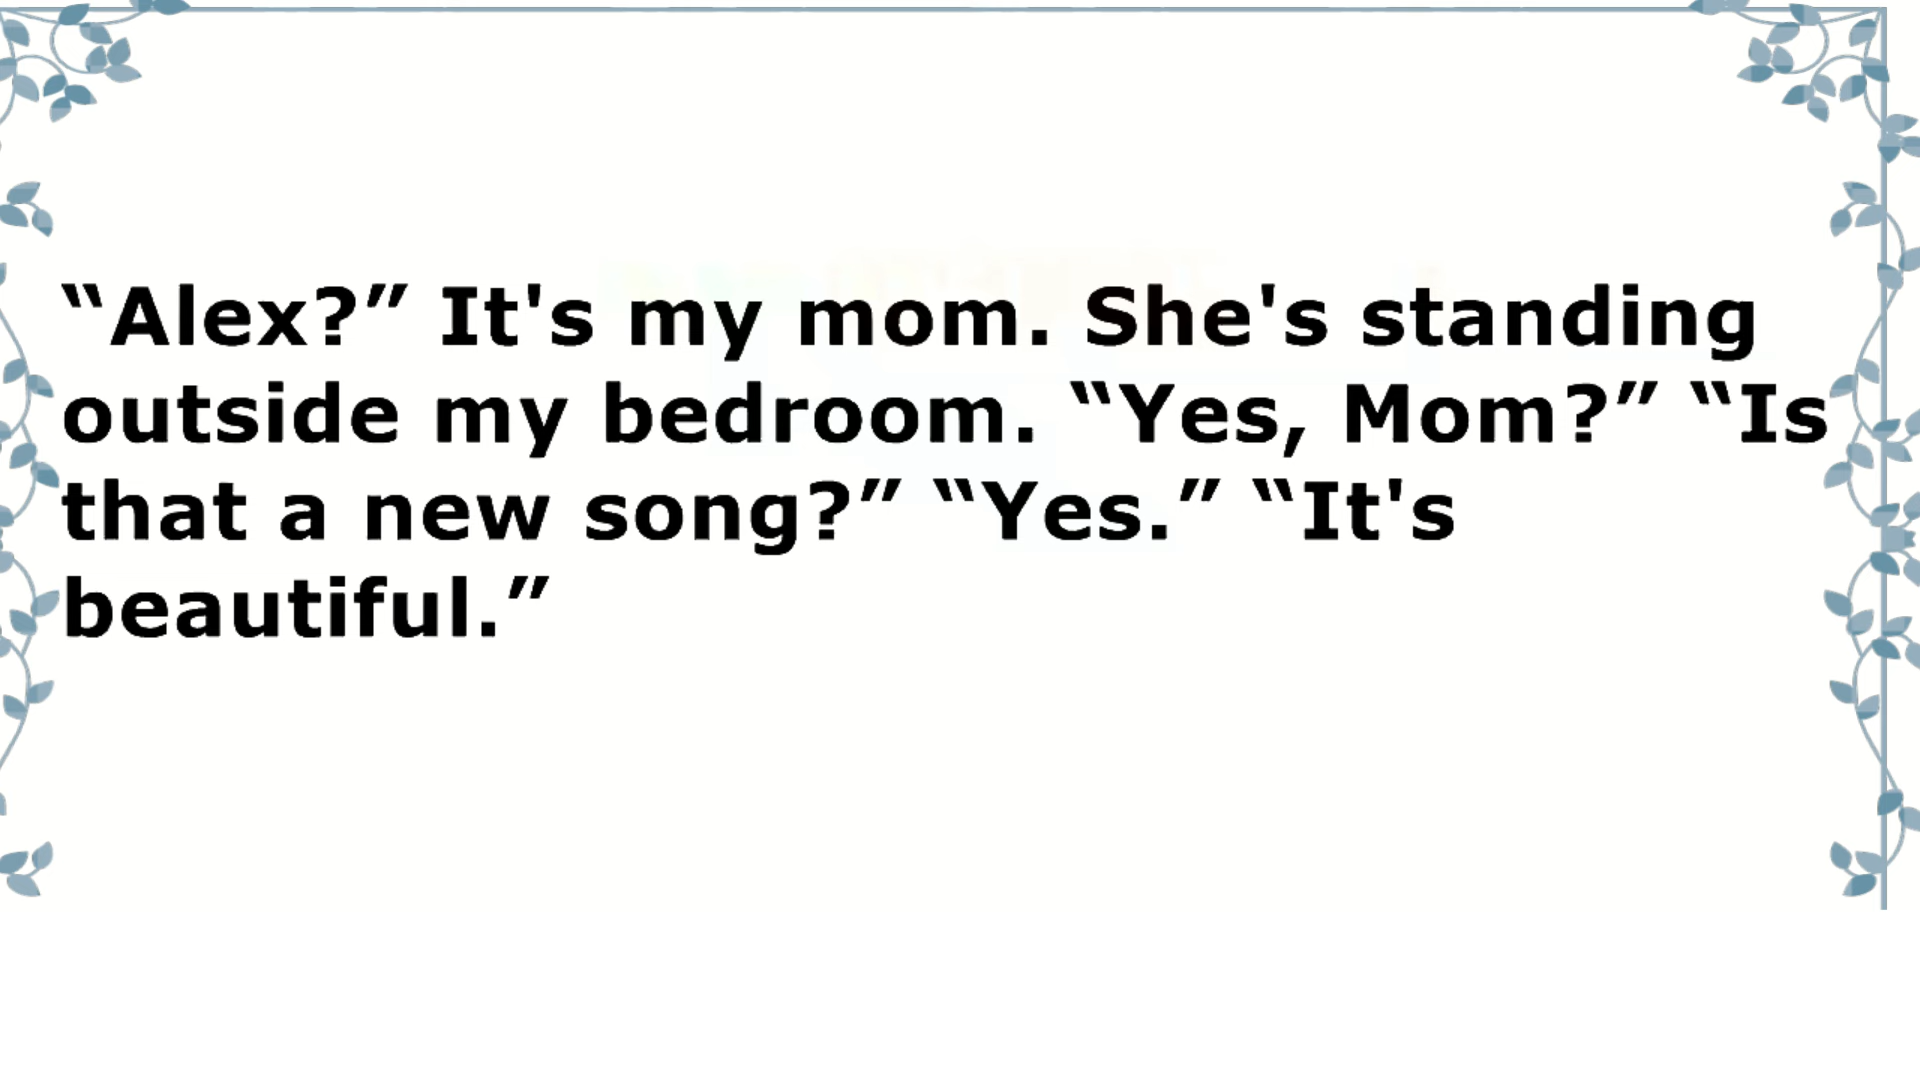 “Alex?” It's my mom. She's standing
outside my bedroom. “Yes, Mom?” “Is
that a new song?” “Yes.” “It's
beautiful.”